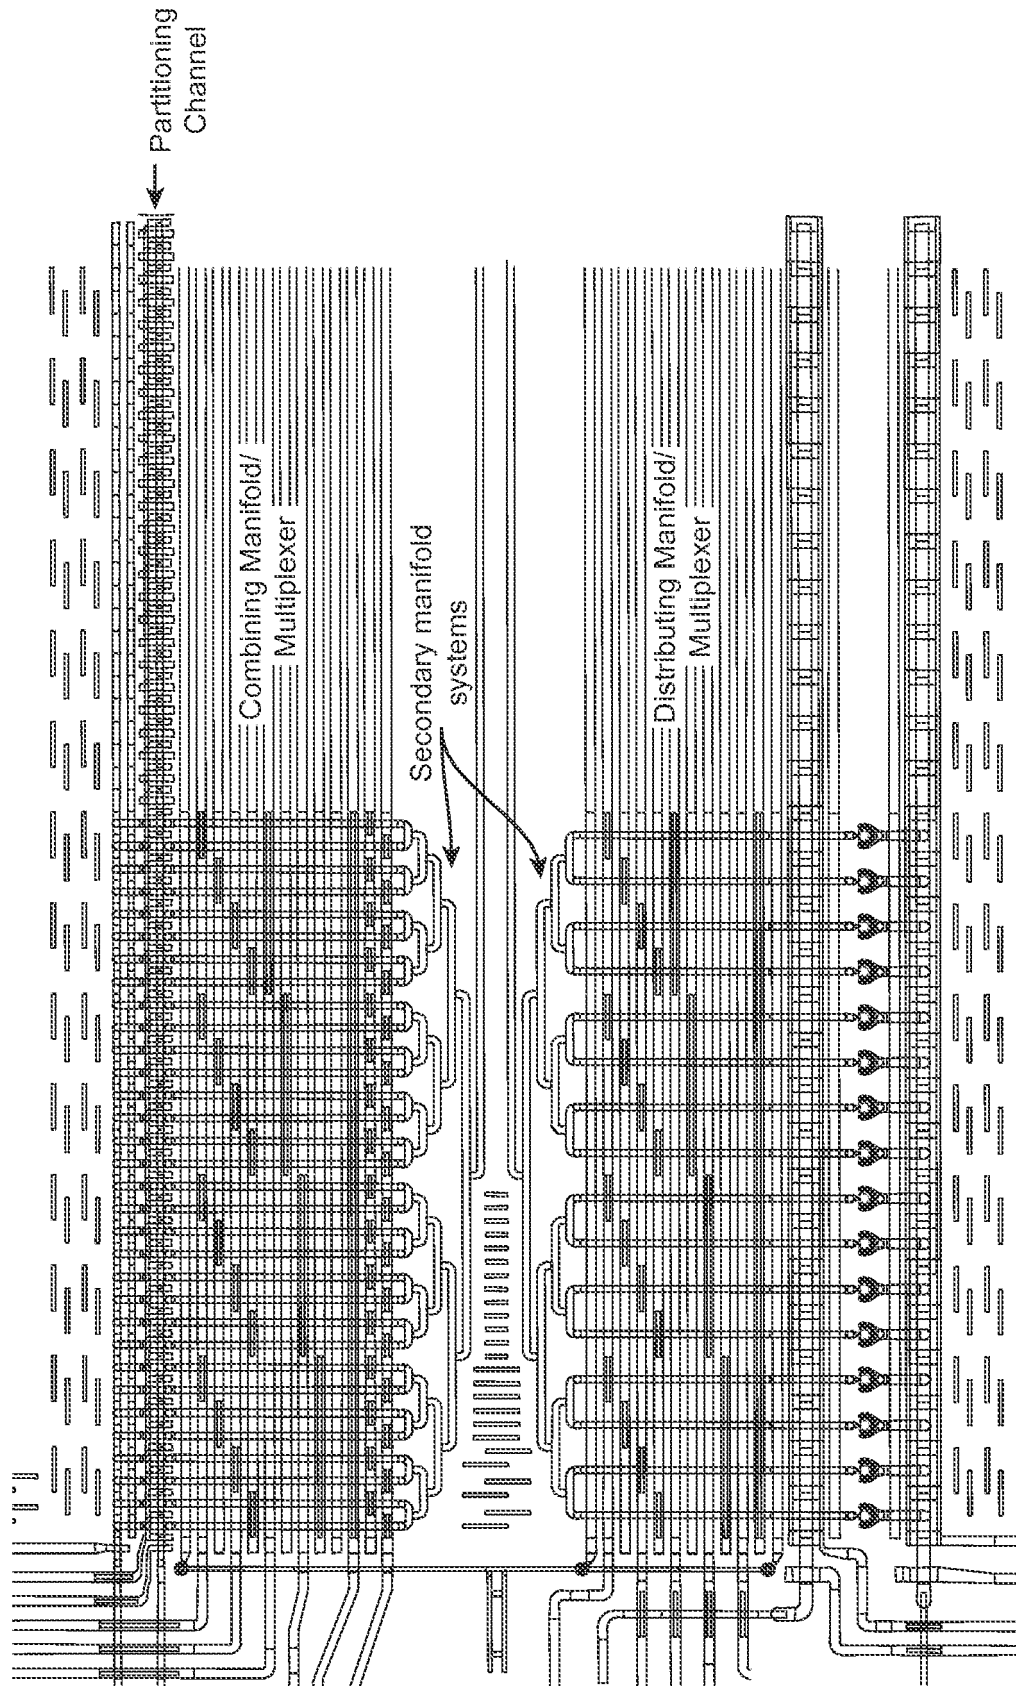 Partitioning
Channel
Combining Manifold/
Multiplexer
Secondary manifold
systems
Distributing Manifold/
Multiplexer